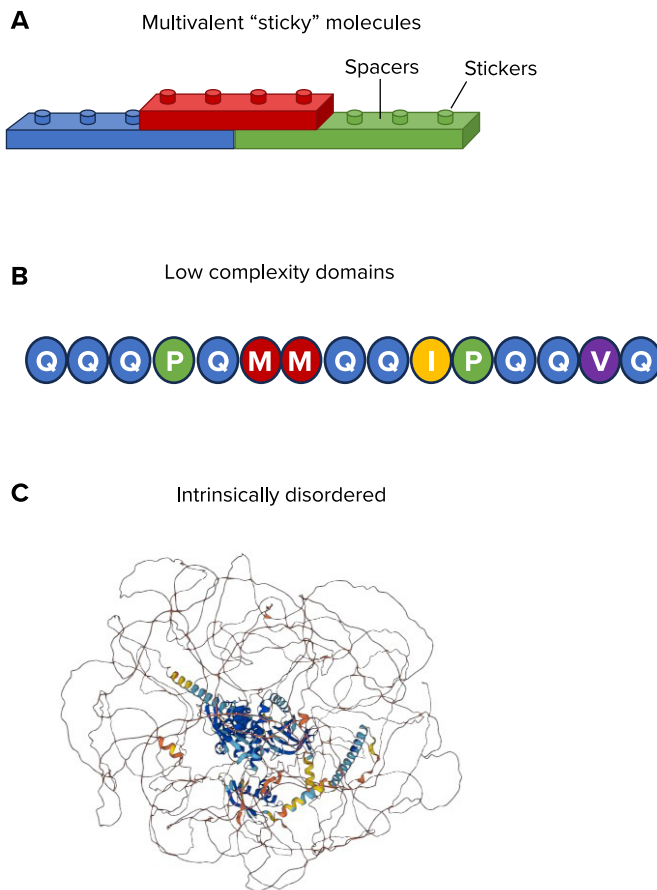 A
Multivalent “sticky” molecules
Spacers
Stickers
B
Low complexity domains
Q Q Q P Q M M Q Q I P Q Q V Q
C
Intrinsically disordered